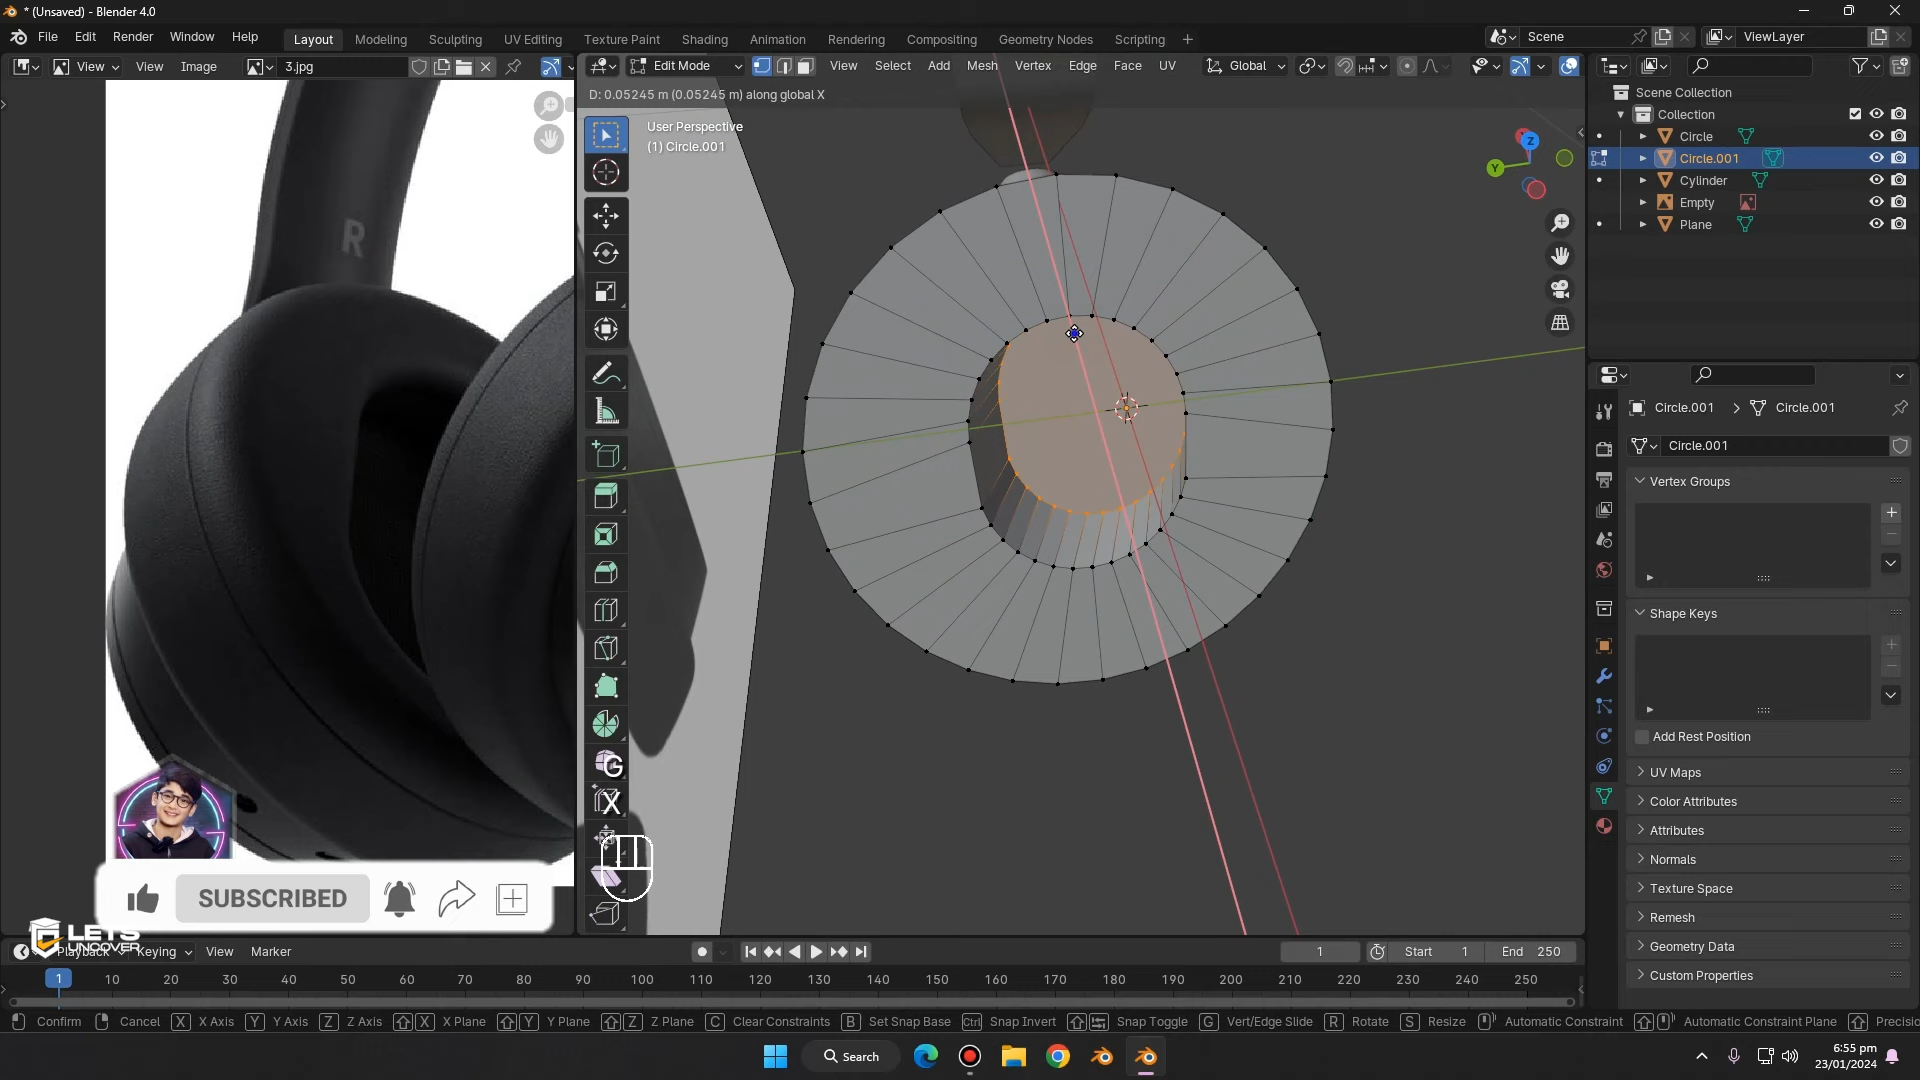 * (Unsaved) - Blender 4.0
File Edit Render Window Help
Layout Modeling Sculpting UV Editing Texture Paint Shading Animation Rendering Compositing Geometry Nodes Scripting +
Scene
ViewLayer
View View Image 3.jpg
Edit Mode View Select Add Mesh Vertex Edge Face UV Global
D: 0.05245 m (0.05245 m) along global X
User Perspective
(1) Circle.001
Z
Y
R
Scene Collection
Collection
Circle
Circle.001
Cylinder
Empty
Plane
Circle.001 > Circle.001
Circle.001
Vertex Groups
Shape Keys
Add Rest Position
UV Maps
Color Attributes
Attributes
Normals
Texture Space
Remesh
Geometry Data
Custom Properties
G
X
SUBSCRIBED
LETS
UNCOVER
Playback Keying View Marker
1 Start 1 End 250
1 10 20 30 40 50 60 70 80 90 100 110 120 130 140 150 160 170 180 190 200 210 220 230 240 250
Confirm Cancel X X Axis Y Y Axis Z Z Axis X X Plane Y Y Plane Z Z Plane C Clear Constraints B Set Snap Base Ctrl Snap Invert Snap Toggle G Vert/Edge Slide R Rotate S Resize Automatic Constraint Automatic Constraint Plane Precisio
Search
6:55 pm
23/01/2024